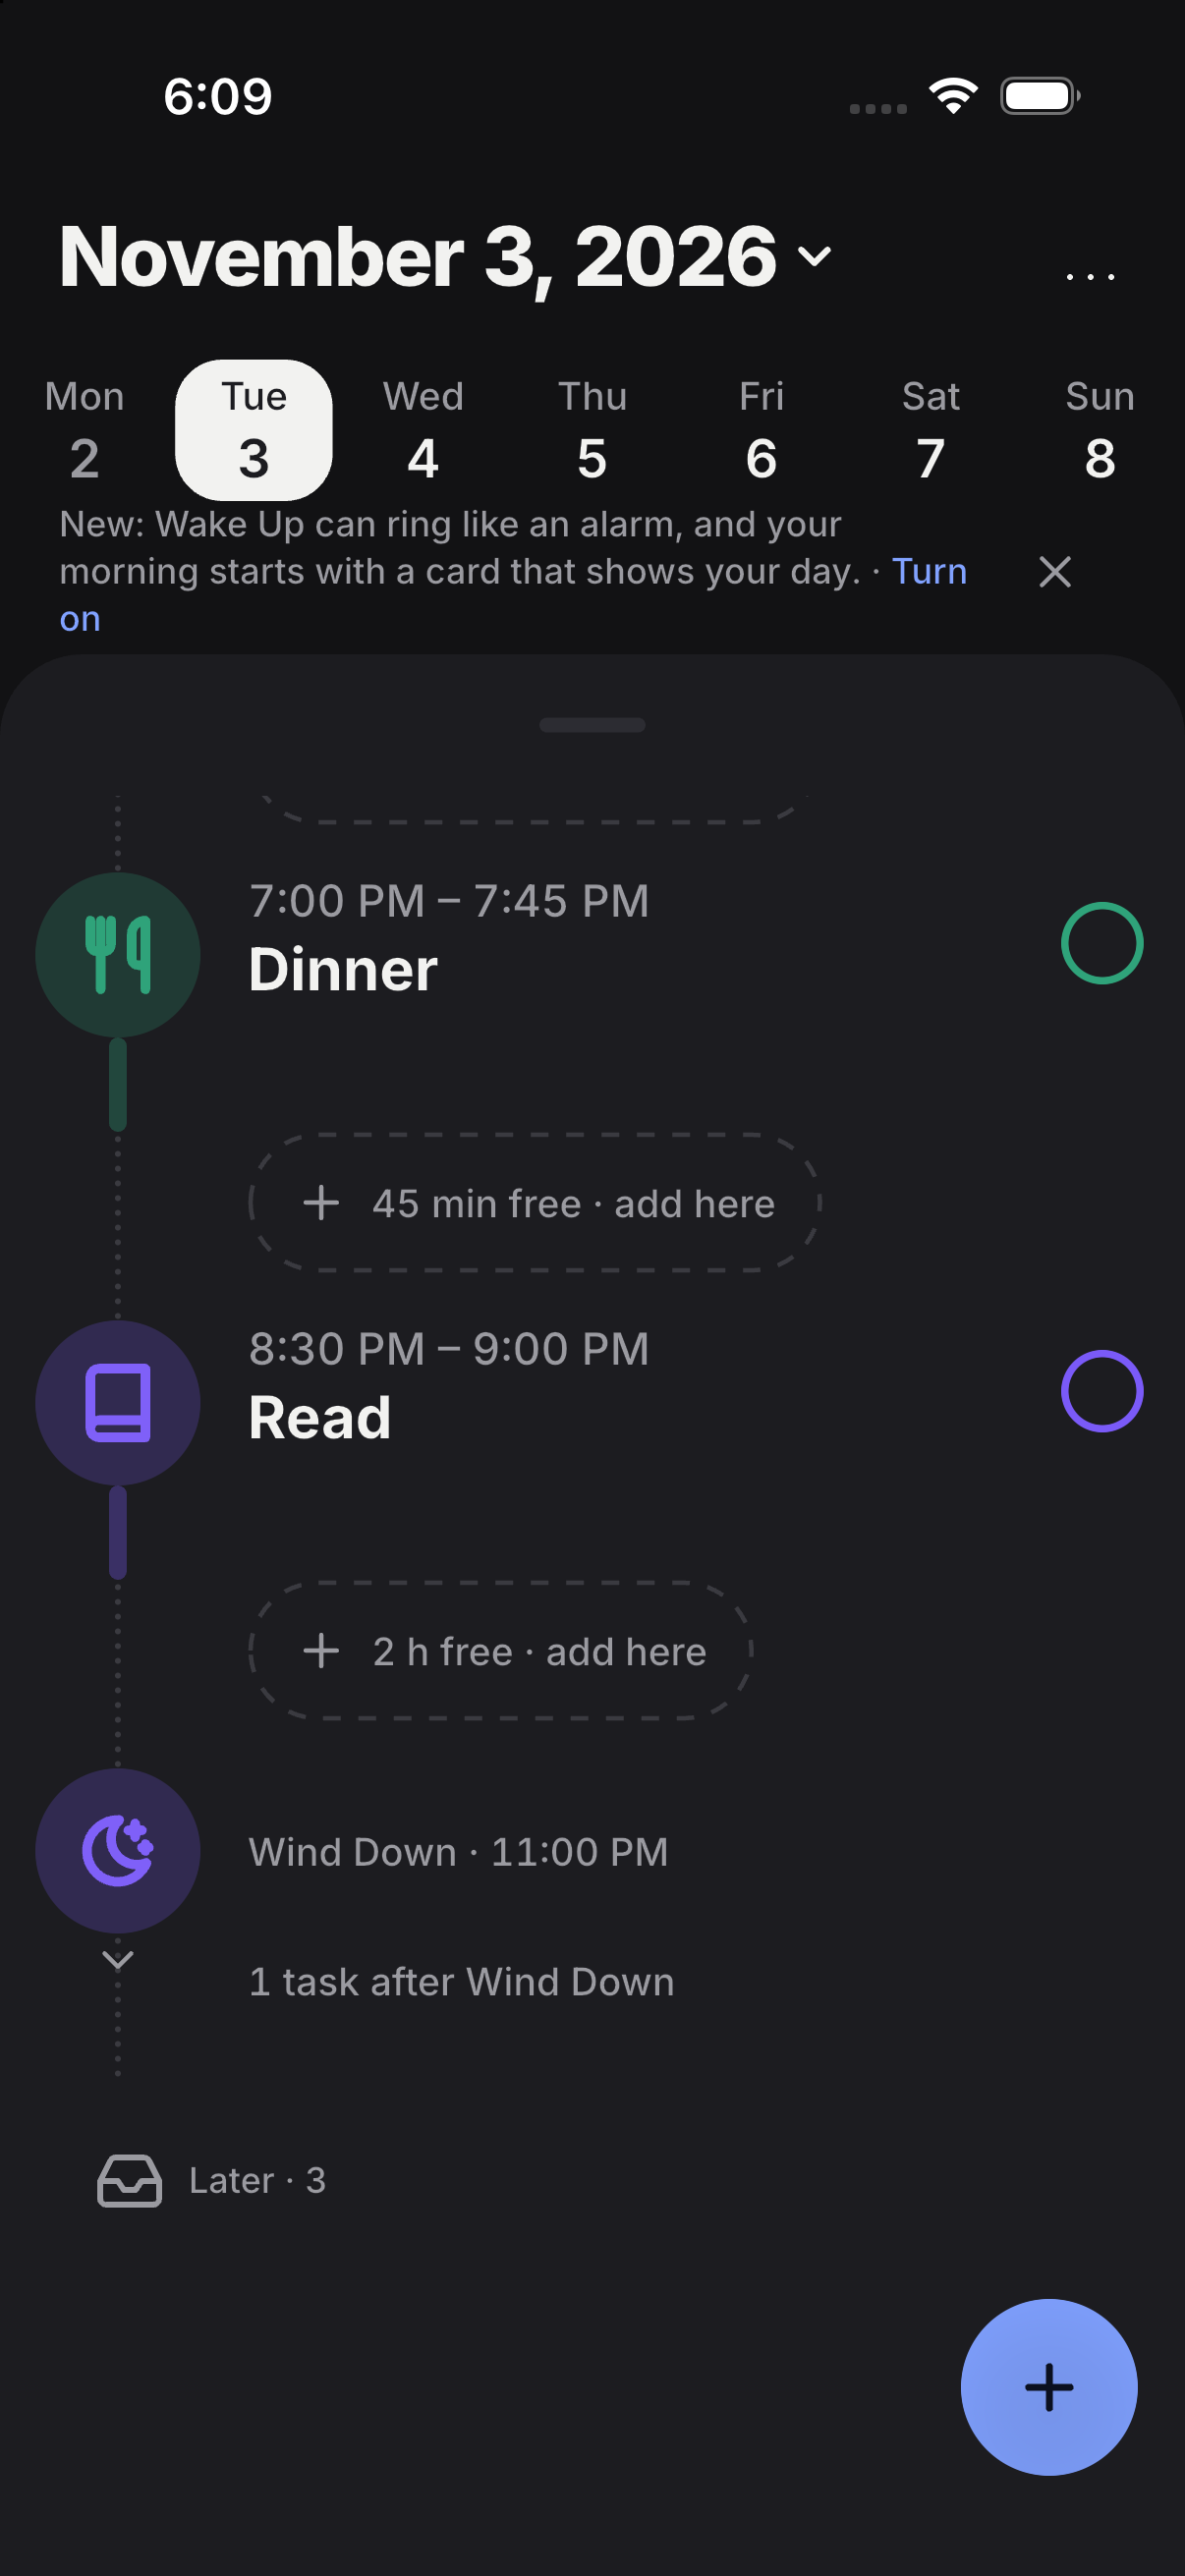 6:09
November 3, 2026
...
Mon Tue Wed Thu Fri Sat Sun
2 3 4 5 6 7 8
New: Wake Up can ring like an alarm, and your
morning starts with a card that shows your day. · Turn
on
7:00 PM – 7:45 PM
Dinner
+ 45 min free · add here
8:30 PM – 9:00 PM
Read
+ 2 h free · add here
Wind Down · 11:00 PM
1 task after Wind Down
Later · 3